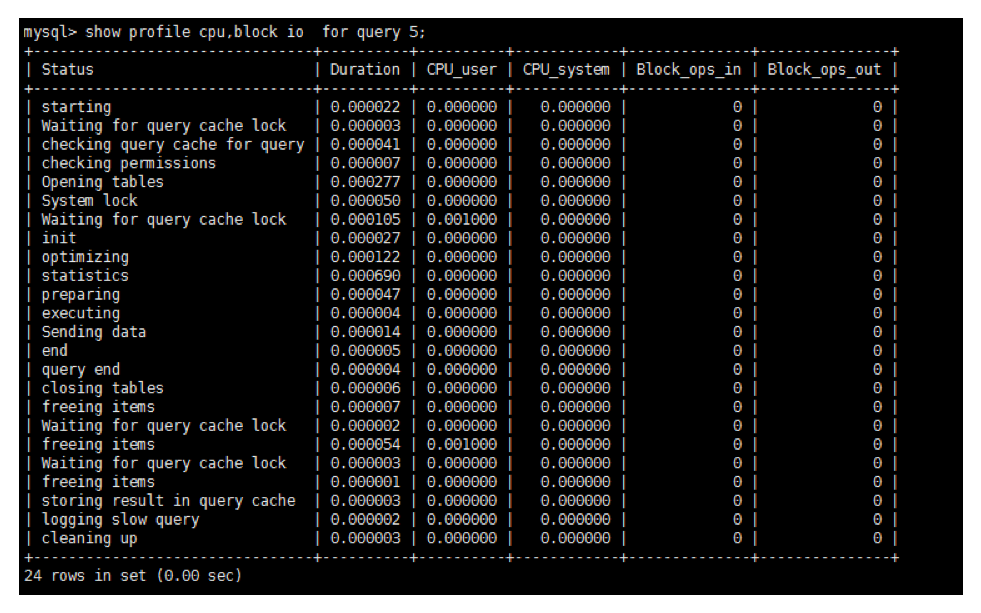 mysql> show profile cpu,block io  for query 5;
+--------------------------------+----------+----------+------------+--------------+---------------+
| Status                         | Duration | CPU_user | CPU_system | Block_ops_in | Block_ops_out |
+--------------------------------+----------+----------+------------+--------------+---------------+
| starting                       | 0.000022 | 0.000000 |   0.000000 |            0 |             0 |
| Waiting for query cache lock   | 0.000003 | 0.000000 |   0.000000 |            0 |             0 |
| checking query cache for query | 0.000041 | 0.000000 |   0.000000 |            0 |             0 |
| checking permissions           | 0.000007 | 0.000000 |   0.000000 |            0 |             0 |
| Opening tables                 | 0.000277 | 0.000000 |   0.000000 |            0 |             0 |
| System lock                    | 0.000050 | 0.000000 |   0.000000 |            0 |             0 |
| Waiting for query cache lock   | 0.000105 | 0.001000 |   0.000000 |            0 |             0 |
| init                           | 0.000027 | 0.000000 |   0.000000 |            0 |             0 |
| optimizing                     | 0.000122 | 0.000000 |   0.000000 |            0 |             0 |
| statistics                     | 0.000690 | 0.000000 |   0.000000 |            0 |             0 |
| preparing                      | 0.000047 | 0.000000 |   0.000000 |            0 |             0 |
| executing                      | 0.000004 | 0.000000 |   0.000000 |            0 |             0 |
| Sending data                   | 0.000014 | 0.000000 |   0.000000 |            0 |             0 |
| end                            | 0.000005 | 0.000000 |   0.000000 |            0 |             0 |
| query end                      | 0.000004 | 0.000000 |   0.000000 |            0 |             0 |
| closing tables                 | 0.000006 | 0.000000 |   0.000000 |            0 |             0 |
| freeing items                  | 0.000007 | 0.000000 |   0.000000 |            0 |             0 |
| Waiting for query cache lock   | 0.000002 | 0.000000 |   0.000000 |            0 |             0 |
| freeing items                  | 0.000054 | 0.001000 |   0.000000 |            0 |             0 |
| Waiting for query cache lock   | 0.000003 | 0.000000 |   0.000000 |            0 |             0 |
| freeing items                  | 0.000001 | 0.000000 |   0.000000 |            0 |             0 |
| storing result in query cache  | 0.000003 | 0.000000 |   0.000000 |            0 |             0 |
| logging slow query             | 0.000002 | 0.000000 |   0.000000 |            0 |             0 |
| cleaning up                    | 0.000003 | 0.000000 |   0.000000 |            0 |             0 |
+--------------------------------+----------+----------+------------+--------------+---------------+
24 rows in set (0.00 sec)